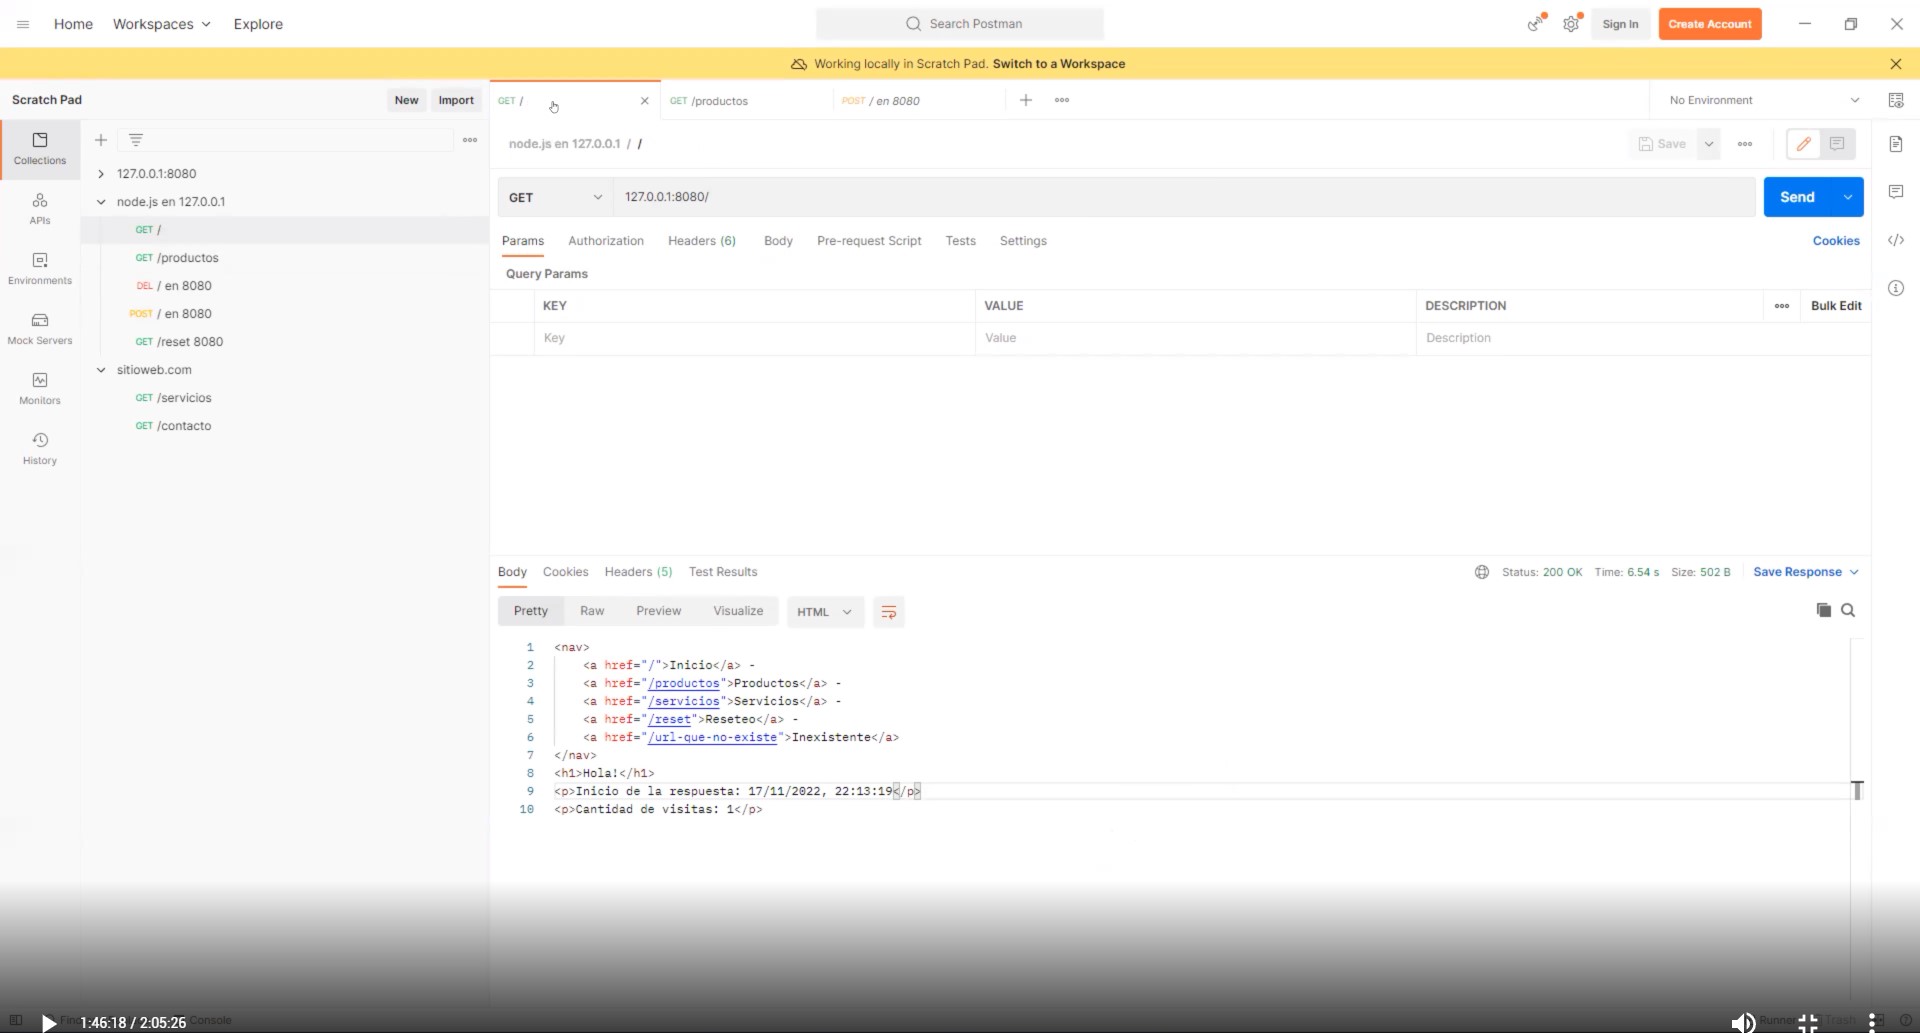 Home Workspaces Explore Search Postman Sign In Create Account
Working locally in Scratch Pad. Switch to a Workspace
Scratch Pad New Import GET / GET /productos POST / en 8080 No Environment
node.js en 127.0.0.1 / / Save
Collections
APIs
Environments
Mock Servers
Monitors
History
127.0.0.1:8080
node.js en 127.0.0.1
GET /
GET /productos
DEL / en 8080
POST / en 8080
GET /reset 8080
sitioweb.com
GET /servicios
GET /contacto
GET 127.0.0.1:8080/ Send
Params Authorization Headers (6) Body Pre-request Script Tests Settings Cookies
Query Params
KEY VALUE DESCRIPTION Bulk Edit
Key Value Description
Body Cookies Headers (5) Test Results Status: 200 OK Time: 6.54 s Size: 502 B Save Response
Pretty Raw Preview Visualize HTML
1 <nav>
2 <a href="/">Inicio</a> -
3 <a href="/productos">Productos</a> -
4 <a href="/servicios">Servicios</a> -
5 <a href="/reset">Reseteo</a> -
6 <a href="/url-que-no-existe">Inexistente</a>
7 </nav>
8 <h1>Hola!</h1>
9 <p>Inicio de la respuesta: 17/11/2022, 22:13:19</p>
10 <p>Cantidad de visitas: 1</p>
1:46:18 / 2:05:26 Console Runner Trash